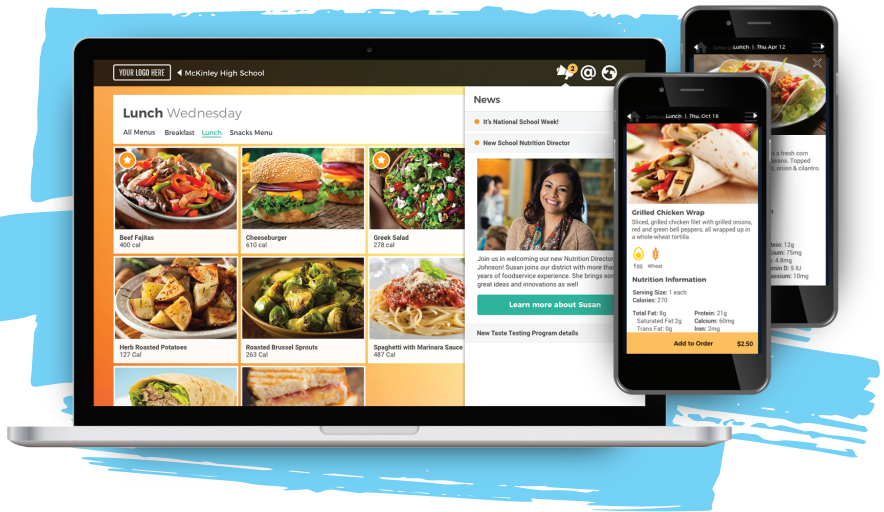 YOUR LOGO HERE
McKinley High School
2
@
Lunch Wednesday
All Menus Breakfast Lunch Snacks Menu
Beef Fajitas
400 cal
Cheeseburger
610 cal
Greek Salad
278 cal
Herb Roasted Potatoes
127 Cal
Roasted Brussel Sprouts
263 Cal
Spaghetti with Marinara Sauce
487 Cal
News
It's National School Week!
New School Nutrition Director
Join us in welcoming our new Nutrition Director
Johnson! Susan joins our district with more than
years of foodservice experience. She brings
great ideas and innovations as well
Learn more about Susan
New Taste Testing Program details
Lunch | Thu, Oct 18
Grilled Chicken Wrap
Sliced, grilled chicken filet with grilled onions,
red and green bell peppers, all wrapped up in
a whole-wheat tortilla
Egg Wheat
Nutrition Information
Serving Size: 1 each
Calories: 270
Total Fat: 8g
Saturated Fat:2g
Trans Fat: 0g
Protein: 21g
Calcium: 60mg
Iron: 2mg
Add to Order $2.50
Lunch | Thu Apr 12
a fresh corn
beans. Topped
onion & cilantro.
12g
75mg
4.8mg
D: 5 IU
10mg